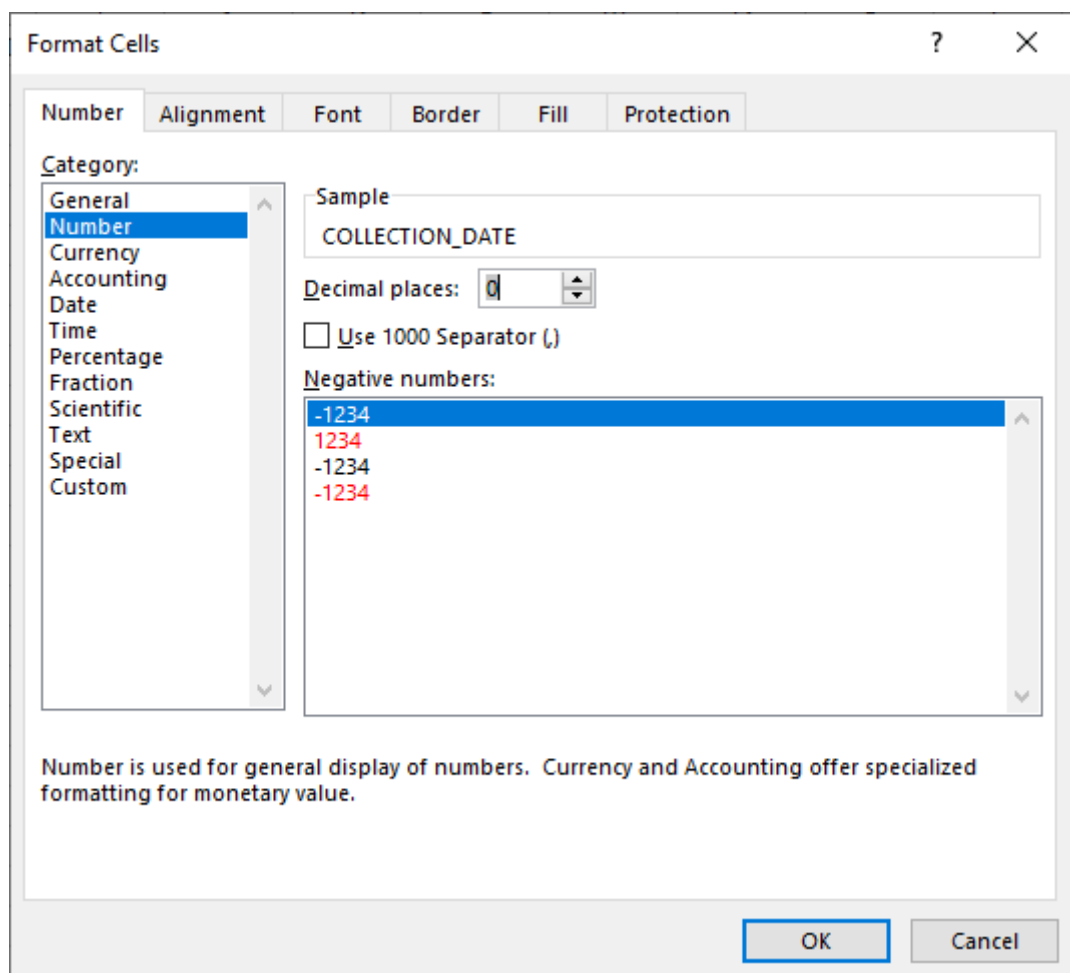 Format Cells ? ×
Number Alignment Font Border Fill Protection
Category:
General
Number
Currency
Accounting
Date
Time
Percentage
Fraction
Scientific
Text
Special
Custom
Sample
COLLECTION_DATE
Decimal places: 0
Use 1000 Separator (,)
Negative numbers:
-1234
1234
-1234
-1234
Number is used for general display of numbers.  Currency and Accounting offer specialized
formatting for monetary value.
OK Cancel